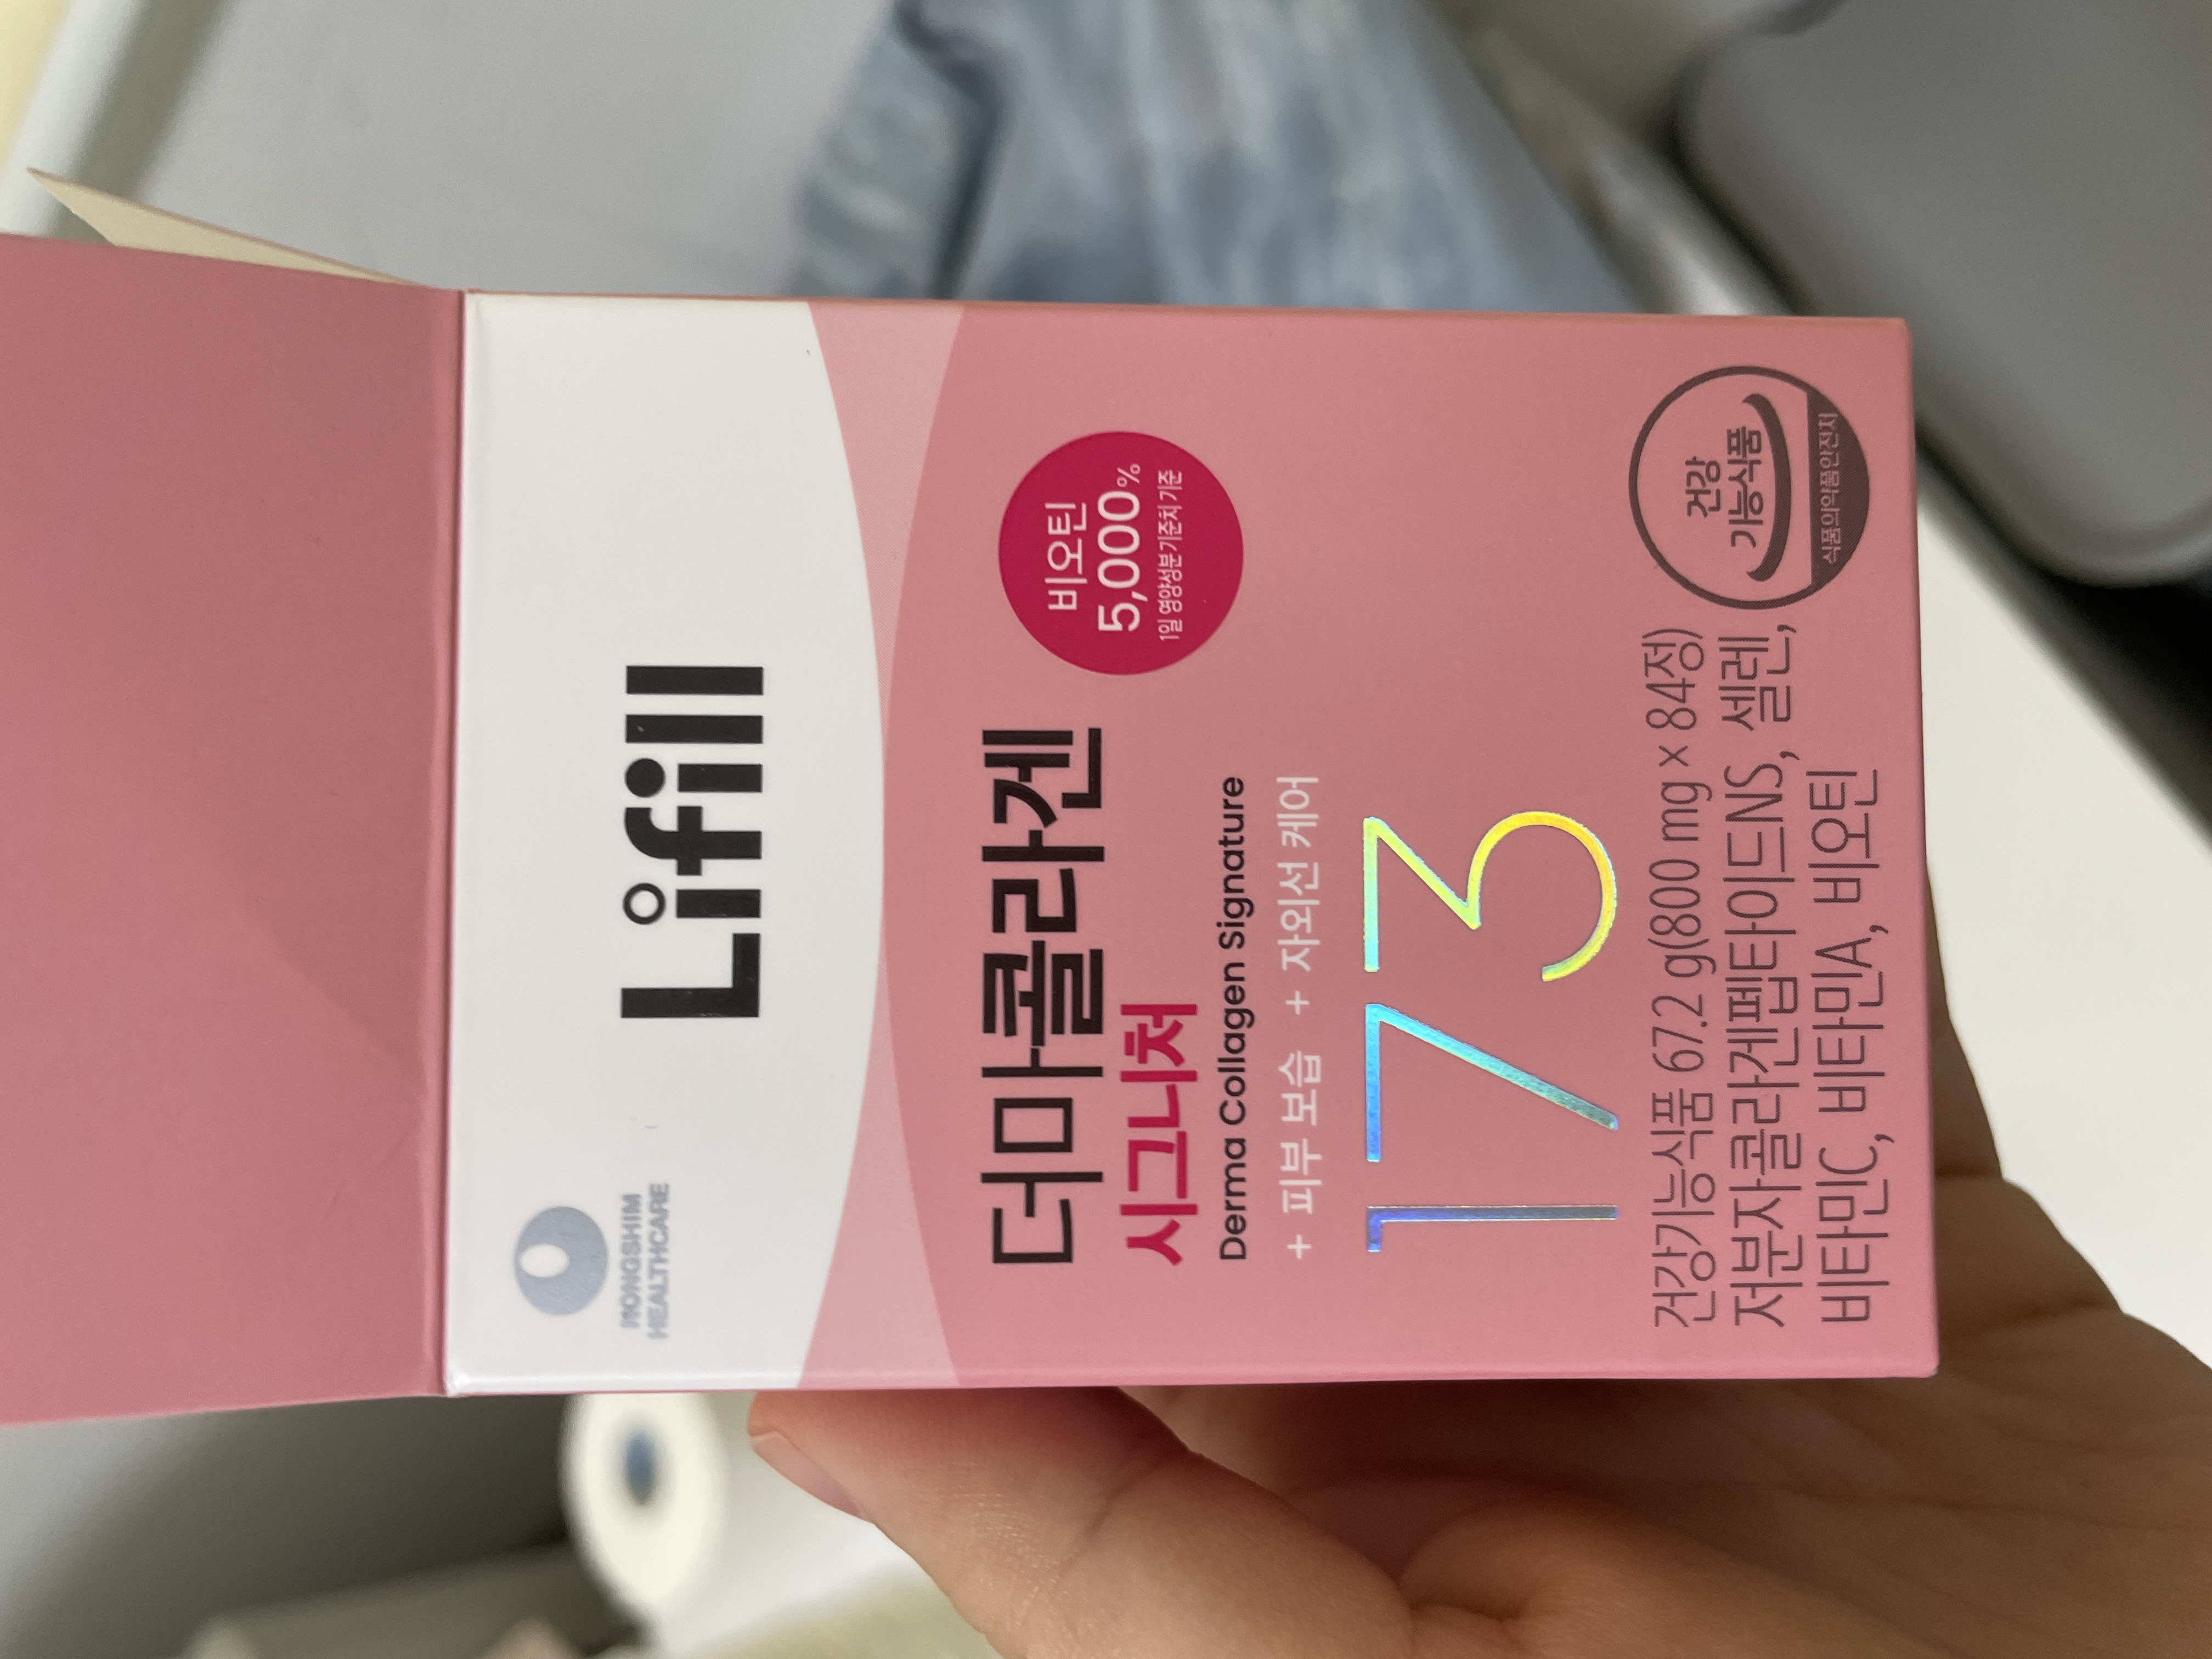 NONGSHIM
HEALTHCARE
Lifill
더마콜라겐
시그니처
Derma Collagen Signature
+ 피부 보습 + 자외선 케어
비오틴
5,000%
1일 영양성분기준치 기준
173
건강기능식품 67.2 g(800 mg × 84정)
저분자콜라겐펩타이드NS, 셀렌,
비타민C, 비타민A, 비오틴
건강
기능식품
식품의약품안전처